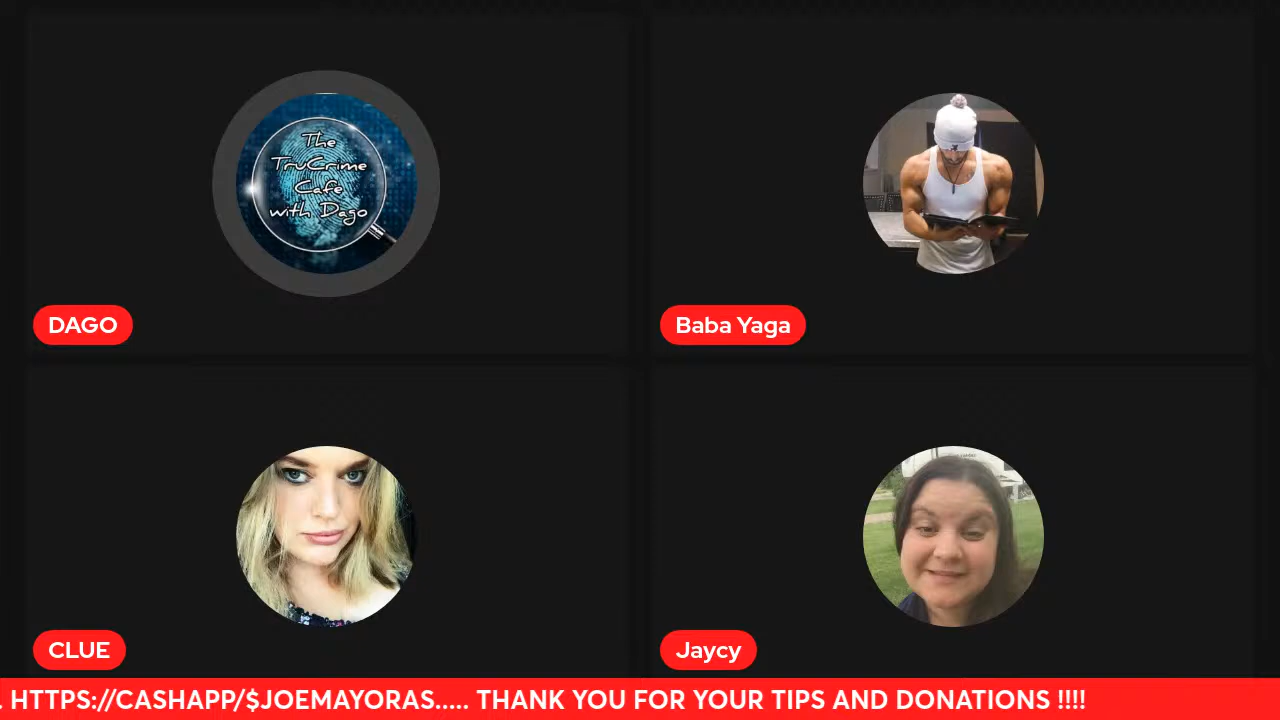 The
TruCrime
Cafe
with Dago
DAGO
Baba Yaga
CLUE
Jaycy
. HTTPS://CASHAPP/$JOEMAYORAS..... THANK YOU FOR YOUR TIPS AND DONATIONS !!!!